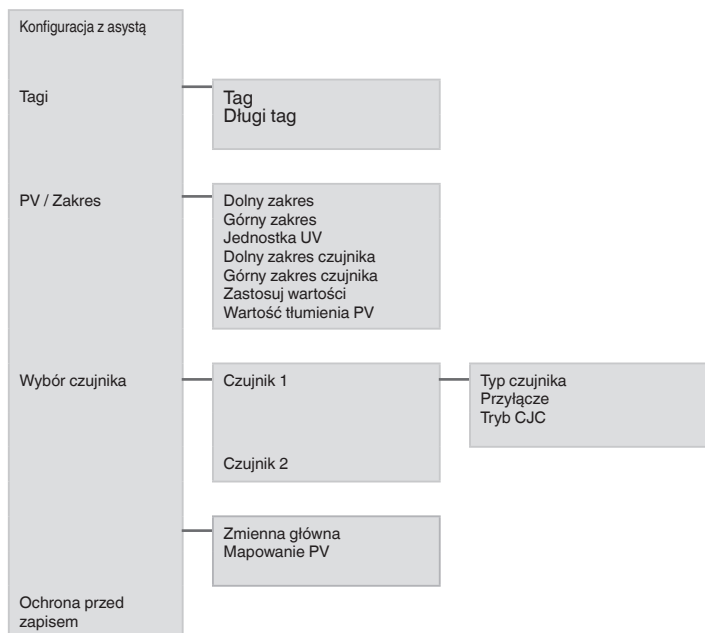 Konfiguracja z asystą
Tagi
Tag
Długi tag
PV / Zakres
Dolny zakres
Górny zakres
Jednostka UV
Dolny zakres czujnika
Górny zakres czujnika
Zastosuj wartości
Wartość tłumienia PV
Wybór czujnika
Czujnik 1
Typ czujnika
Przyłącze
Tryb CJC
Czujnik 2
Zmienna główna
Mapowanie PV
Ochrona przed
zapisem